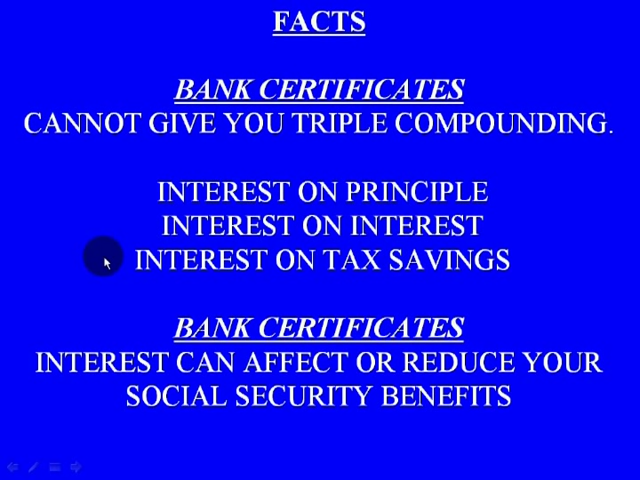 FACTS
BANK CERTIFICATES
CANNOT GIVE YOU TRIPLE COMPOUNDING.
INTEREST ON PRINCIPLE
INTEREST ON INTEREST
INTEREST ON TAX SAVINGS
BANK CERTIFICATES
INTEREST CAN AFFECT OR REDUCE YOUR
SOCIAL SECURITY BENEFITS